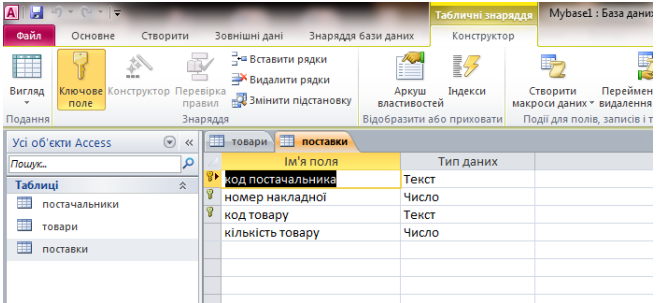 A
Табличні знаряддя
Mybase1 : База даних
Файл Основне Створити Зовнішні дані Знаряддя бази даних Конструктор
Вигляд
Ключове поле
Конструктор
Перевірка правил
Вставити рядки
Видалити рядки
Змінити підстановку
Аркуш властивостей
Індекси
Створити макроси даних
Переймен
видалення
Подання
Знаряддя
Відобразити або приховати
Події для полів, записів і т
Усі об'єкти Access «
товари поставки
Пошук...
Ім'я поля Тип даних
Таблиці
код постачальника Текст
постачальники
номер накладної Число
товари
код товару Текст
поставки
кількість товару Число